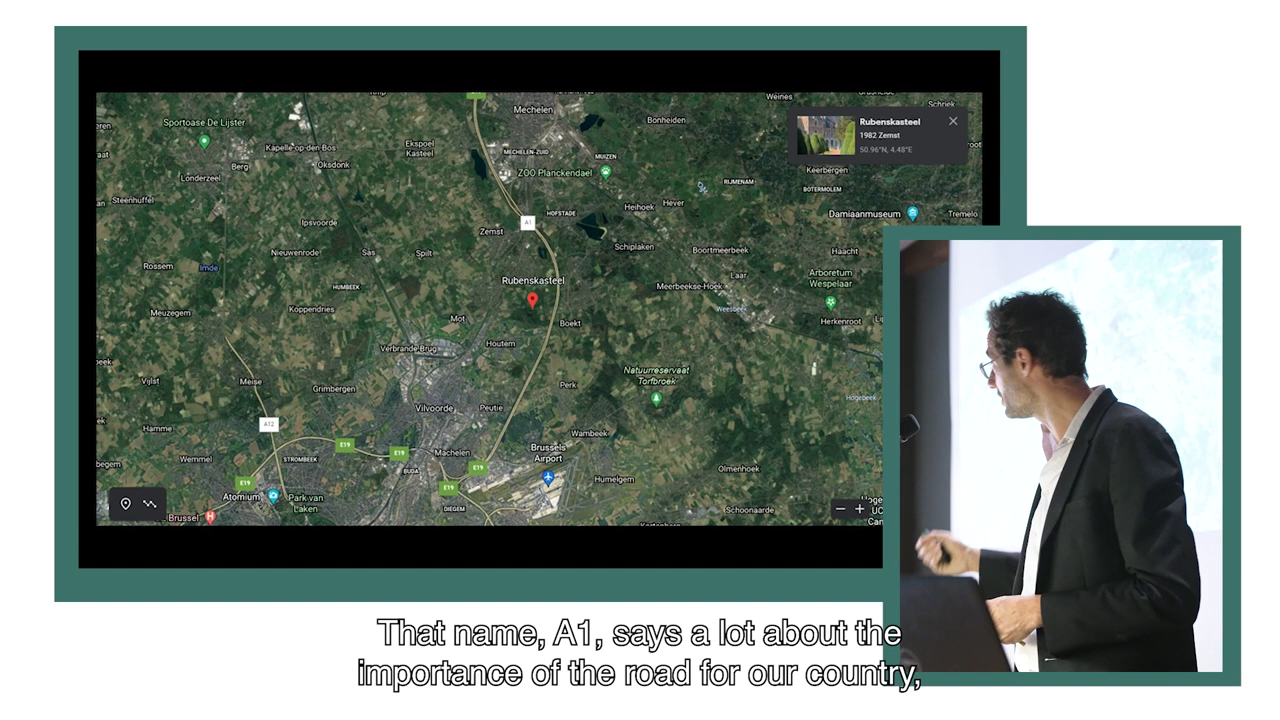 Mechelen
Weines
Schriek
Sportoase De Lijster
Bonheiden
Rubenskasteel
1982 Zemst
50.96°N, 4.48°E
Kapelle-op-den-Bos
Ekspoel
Kasteel
MECHELEN-ZUID
MUIZEN
Berg
Oksdonk
ZOO Planckendael
Keerbergen
Londerzeel
RIJMENAM
BOTERMOLEM
Steenhuffel
Heihoek
Hever
HOFSTADE
Damiaanmuseum
Tremelo
A1
Ipsvoorde
Zemst
Schiplaken
Boortmeerbeek
Haacht
Nieuwenrode
Sas
Spilt
Rossem
Imde
Laar
Arboretum
Wespelaar
Rubenskasteel
HUMBEEK
Meerbeekse-Hoek
Meuzegem
Koppendries
Weesbeek
Herkenroot
Mot
Boekt
Verbrande Brug
Houtem
Natuurreservaat
Torfbroek
Vijlst
Meise
Grimbergen
Perk
Hogebeek
Vilvoorde
Peutie
Hamme
A12
Wambeek
E19
E19
Machelen
Brussels
Airport
Wemmel
STROMBEEK
BUDA
E19
Olmenhoek
E19
E19
Humelgem
Atomium
Park van
Laken
DIEGEM
Schoonaarde
Brussel
That name, A1, says a lot about the
importance of the road for our country,